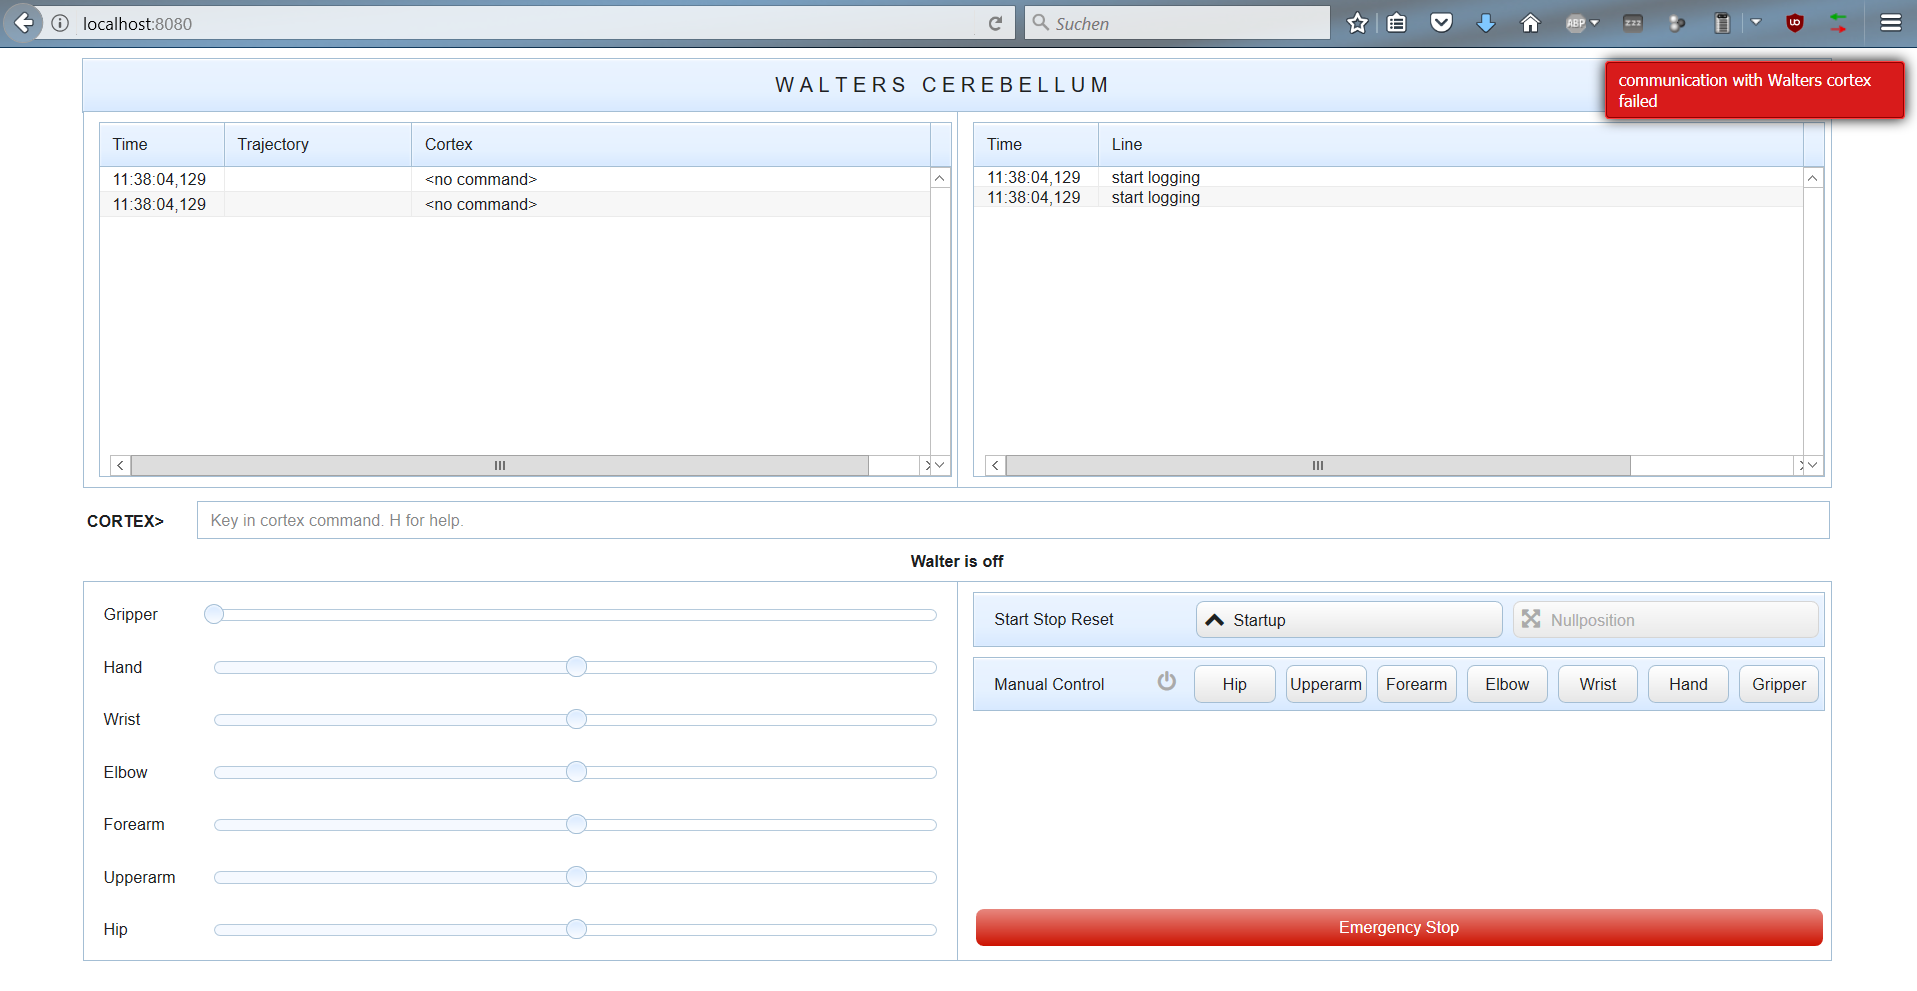 localhost:8080
Suchen
ABP
zzz
communication with Walters cortex
failed
WALTERS CEREBELLUM
Time Trajectory Cortex
11:38:04,129 <no command>
11:38:04,129 <no command>
Time Line
11:38:04,129 start logging
11:38:04,129 start logging
CORTEX> Key in cortex command. H for help.
Walter is off
Gripper
Hand
Wrist
Elbow
Forearm
Upperarm
Hip
Start Stop Reset Startup Nullposition
Manual Control Hip Upperarm Forearm Elbow Wrist Hand Gripper
Emergency Stop